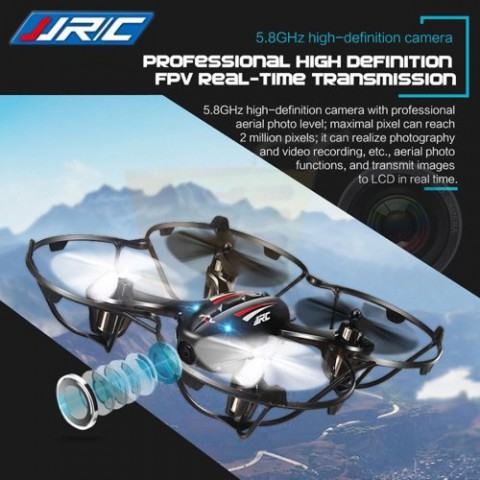 JJR/C
5.8GHz high-definition camera
PROFESSIONAL HIGH DEFINITION
FPV REAL-TIME TRANSMISSION
5.8GHz high-definition camera with professional
aerial photo level; maximal pixel can reach
2 million pixels; it can realize photography
and video recording, etc., aerial photo
functions, and transmit images
to LCD in real time.
JJRC